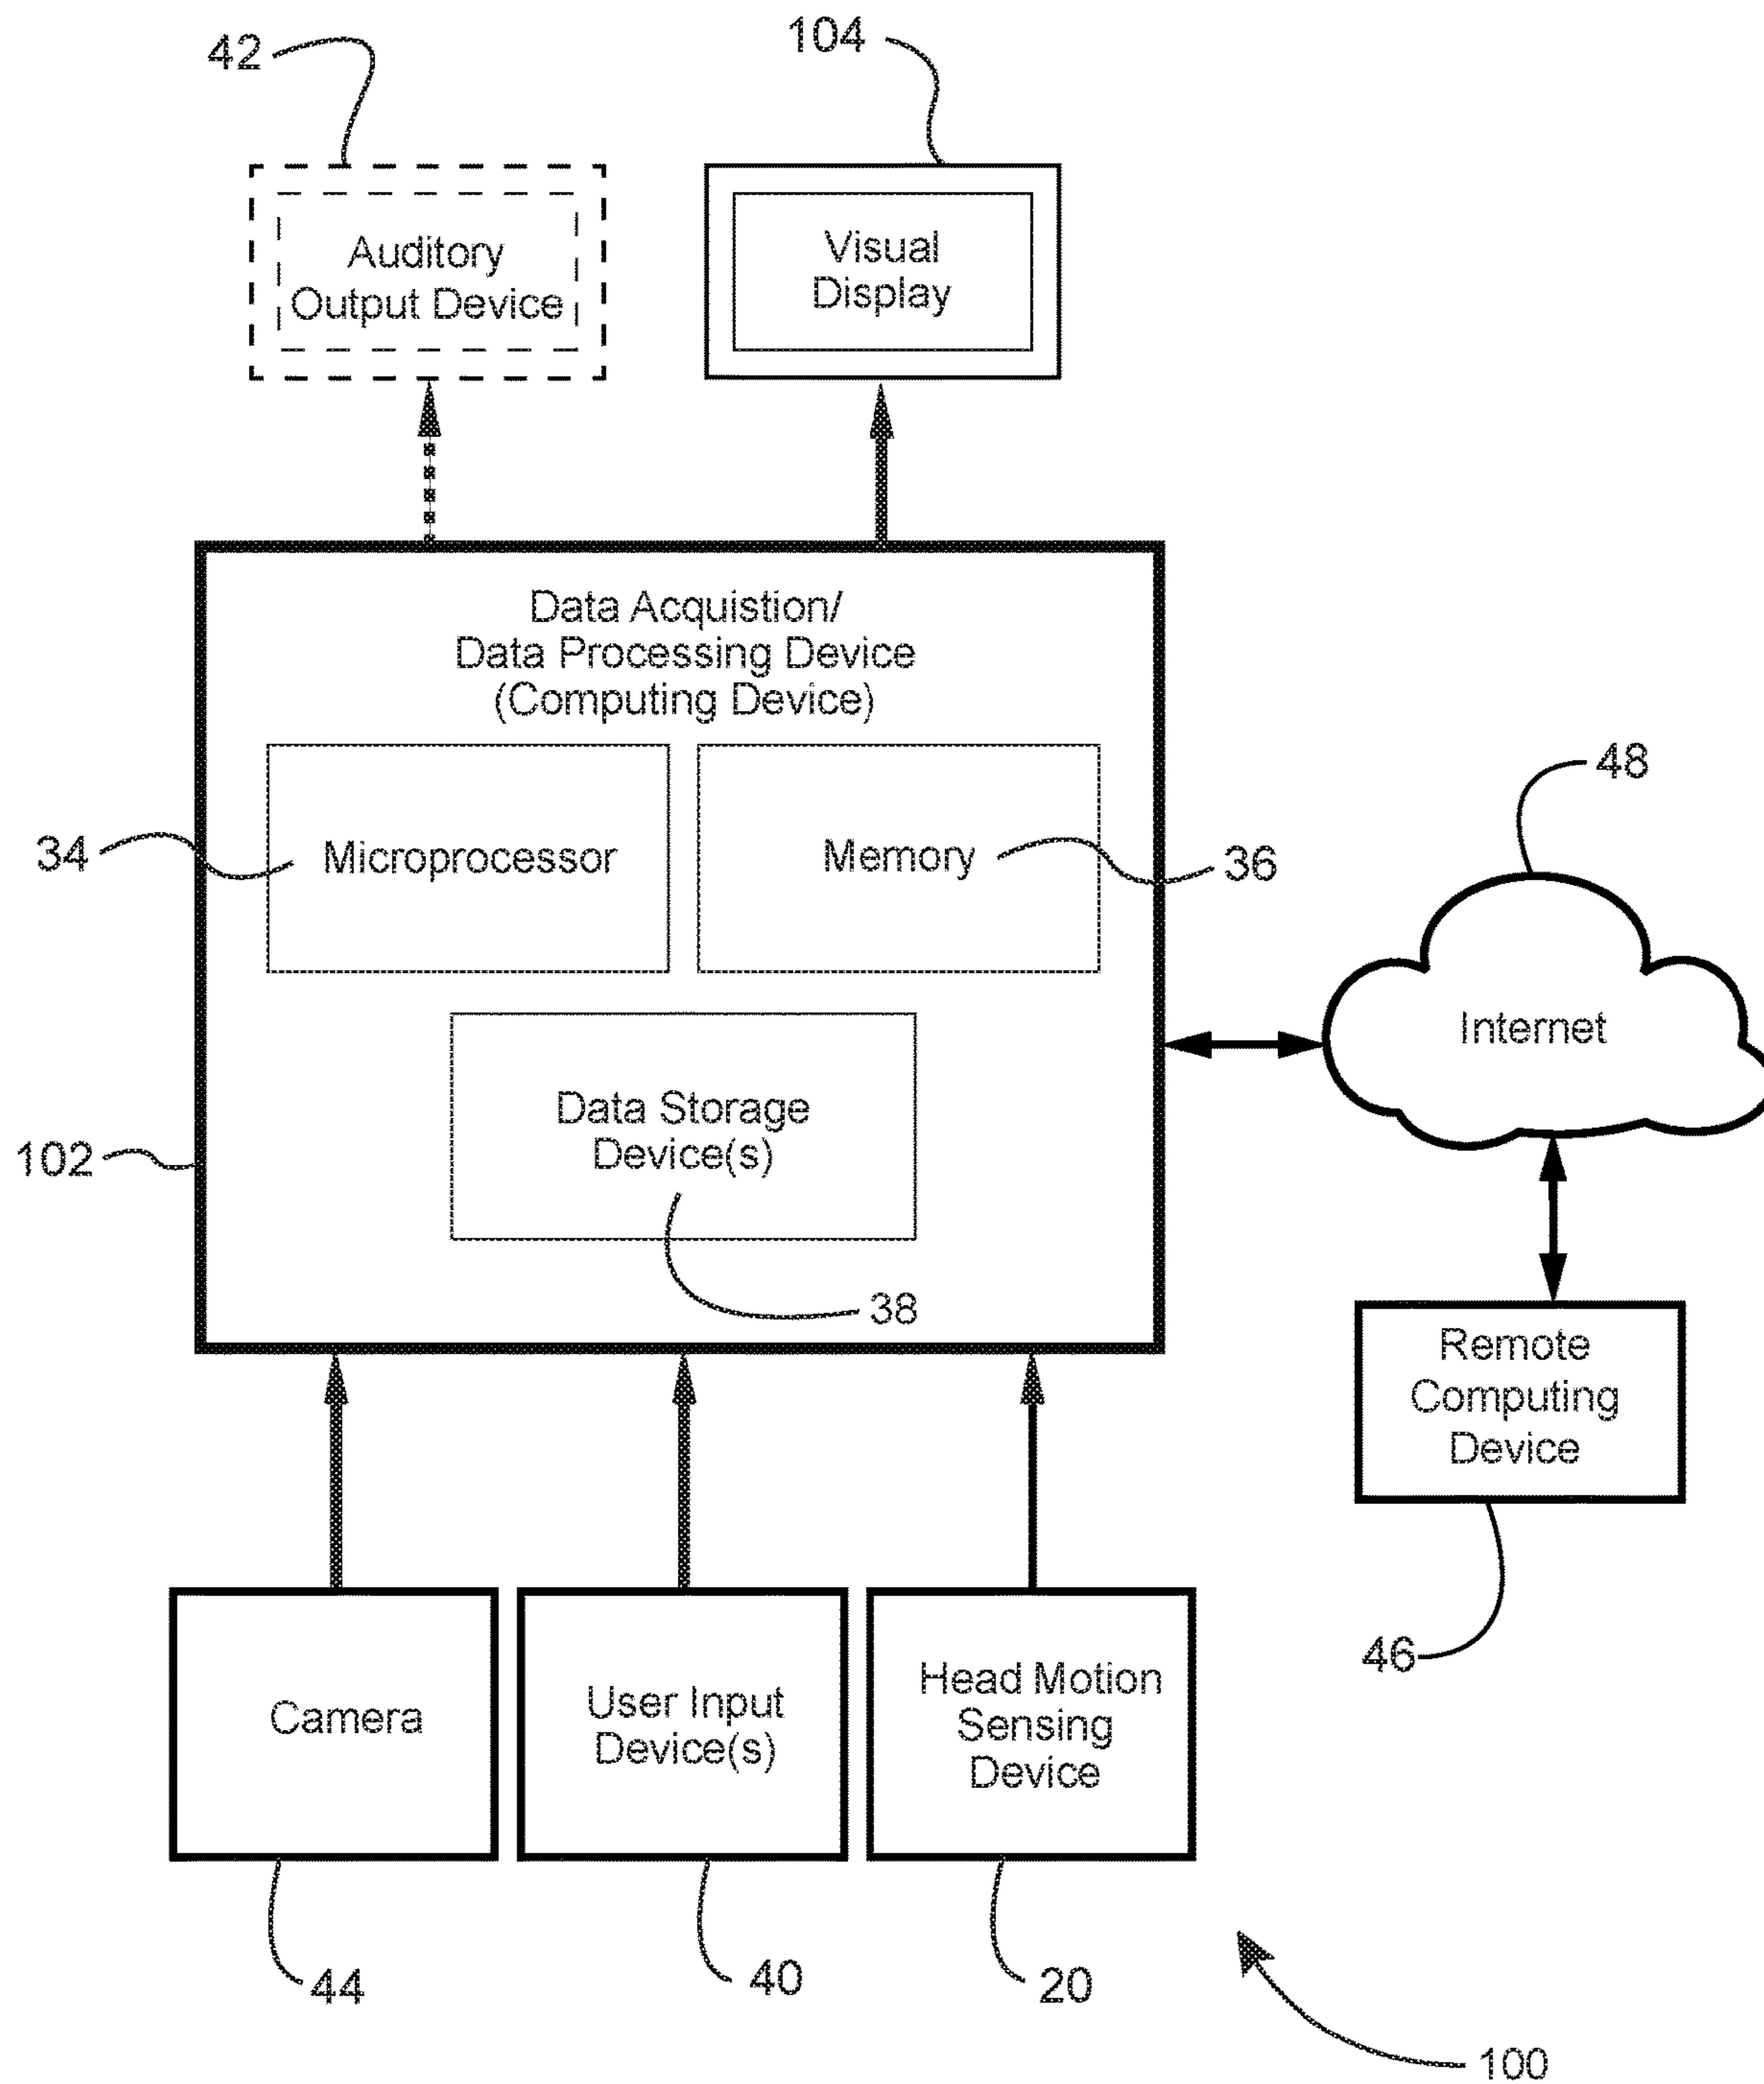 42
104
Auditory
Output Device
Visual
Display
Data Acquistion/
Data Processing Device
(Computing Device)
34
Microprocessor
Memory
36
48
Internet
Data Storage
Device(s)
102
38
Remote
Computing
Device
46
Camera
User Input
Device(s)
Head Motion
Sensing
Device
44
40
20
100